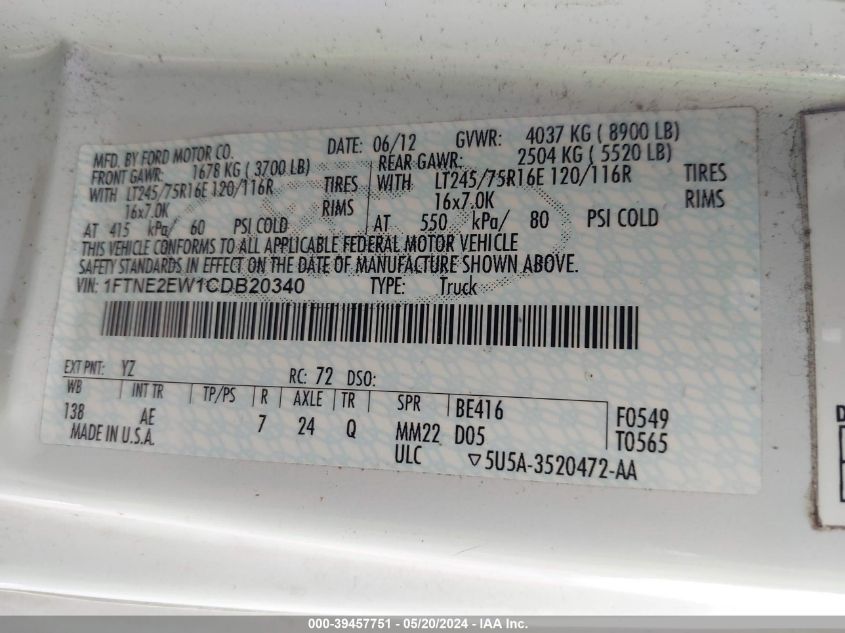 MFD. BY FORD MOTOR CO. DATE: 06/12 GVWR: 4037 KG ( 8900 LB)
FRONT GAWR: 1678 KG ( 3700 LB) REAR GAWR: 2504 KG ( 5520 LB)
WITH LT245/75R16E 120/116R TIRES WITH LT245/75R16E 120/116R TIRES
16x7.0K RIMS 16x7.0K RIMS
AT 415 kPa/ 60 PSI COLD AT 550 kPa/ 80 PSI COLD
THIS VEHICLE CONFORMS TO ALL APPLICABLE FEDERAL MOTOR VEHICLE
SAFETY STANDARDS IN EFFECT ON THE DATE OF MANUFACTURE SHOWN ABOVE.
VIN: 1FTNE2EW1CDB20340 TYPE: Truck
EXT PNT: YZ RC: 72 DSO:
WB INT TR TP/PS R AXLE TR SPR BE416 F0549
138 AE 7 24 Q MM22 D05 T0565
MADE IN U.S.A. ULC ▽5U5A-3520472-AA
000-39457751 - 05/20/2024 - IAA Inc.